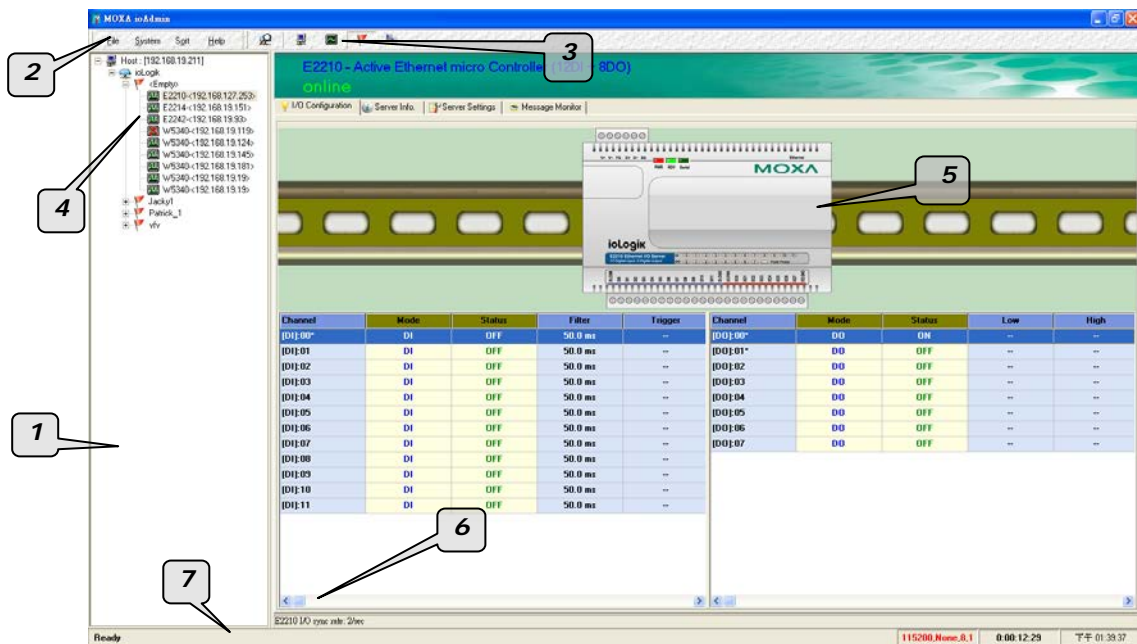 MOXA ioAdmin
File System Sort Help
2
3
Host : [192.168.19.211]
ioLogik
<Empty>
E2210-<192.168.127.253>
E2214-<192.168.19.151>
E2242-<192.168.19.93>
W5340-<192.168.19.119>
W5340-<192.168.19.124>
W5340-<192.168.19.145>
W5340-<192.168.19.181>
W5340-<192.168.19.19>
W5340-<192.168.19.19>
Jacky1
Patrick_1
vfv
4
E2210 - Active Ethernet micro Controller (12DI + 8DO)
online
I/O Configuration Server Info. Server Settings Message Monitor
MOXA
5
ioLogik
E2210 Ethernet I/O Server
Channel Mode Status Filter Trigger
[DI]:00* DI OFF 50.0 ms --
[DI]:01 DI OFF 50.0 ms --
[DI]:02 DI OFF 50.0 ms --
[DI]:03 DI OFF 50.0 ms --
[DI]:04 DI OFF 50.0 ms --
[DI]:05 DI OFF 50.0 ms --
[DI]:06 DI OFF 50.0 ms --
[DI]:07 DI OFF 50.0 ms --
[DI]:08 DI OFF 50.0 ms --
[DI]:09 DI OFF 50.0 ms --
[DI]:10 DI OFF 50.0 ms --
[DI]:11 DI OFF 50.0 ms --
Channel Mode Status Low High
[DO]:00* DO ON -- --
[DO]:01* DO OFF -- --
[DO]:02 DO OFF -- --
[DO]:03 DO OFF -- --
[DO]:04 DO OFF -- --
[DO]:05 DO OFF -- --
[DO]:06 DO OFF -- --
[DO]:07 DO OFF -- --
1
6
7
E2210 I/O sync rate: 2/sec
Ready
115200,None,8,1 0:00:12:29 下午 01:39:37